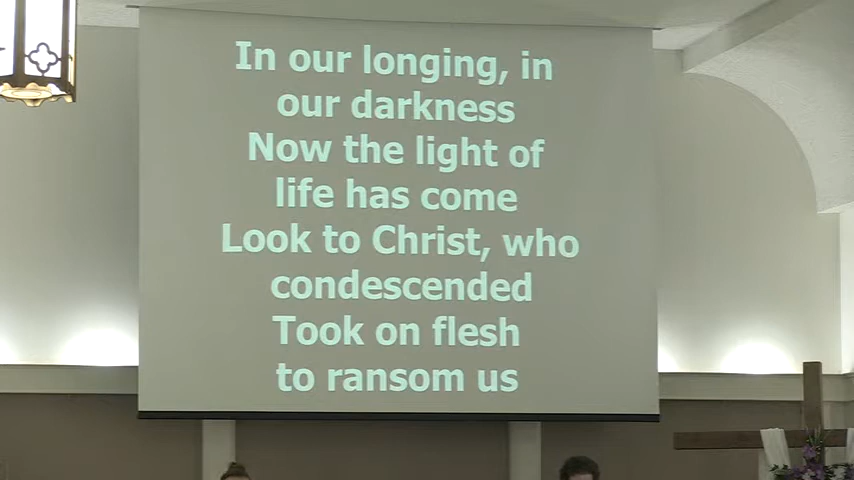 In our longing, in
our darkness
Now the light of
life has come
Look to Christ, who
condescended
Took on flesh
to ransom us